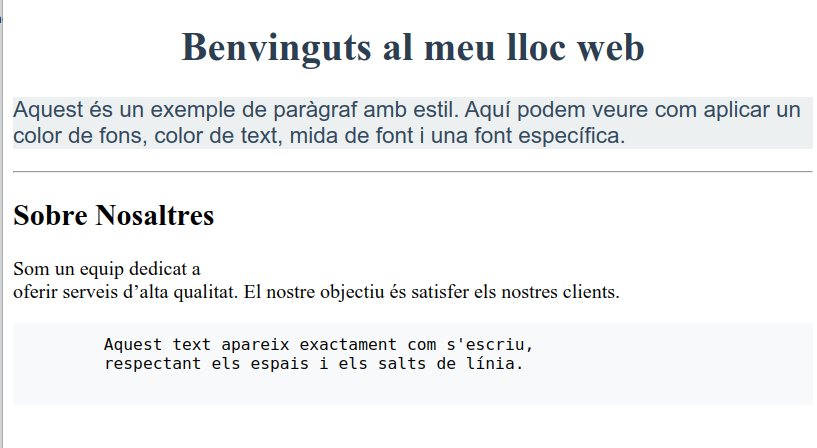 Benvinguts al meu lloc web
Aquest és un exemple de paràgraf amb estil. Aquí podem veure com aplicar un
color de fons, color de text, mida de font i una font específica.
Sobre Nosaltres
Som un equip dedicat a
oferir serveis d’alta qualitat. El nostre objectiu és satisfer els nostres clients.
Aquest text apareix exactament com s'escriu,
respectant els espais i els salts de línia.